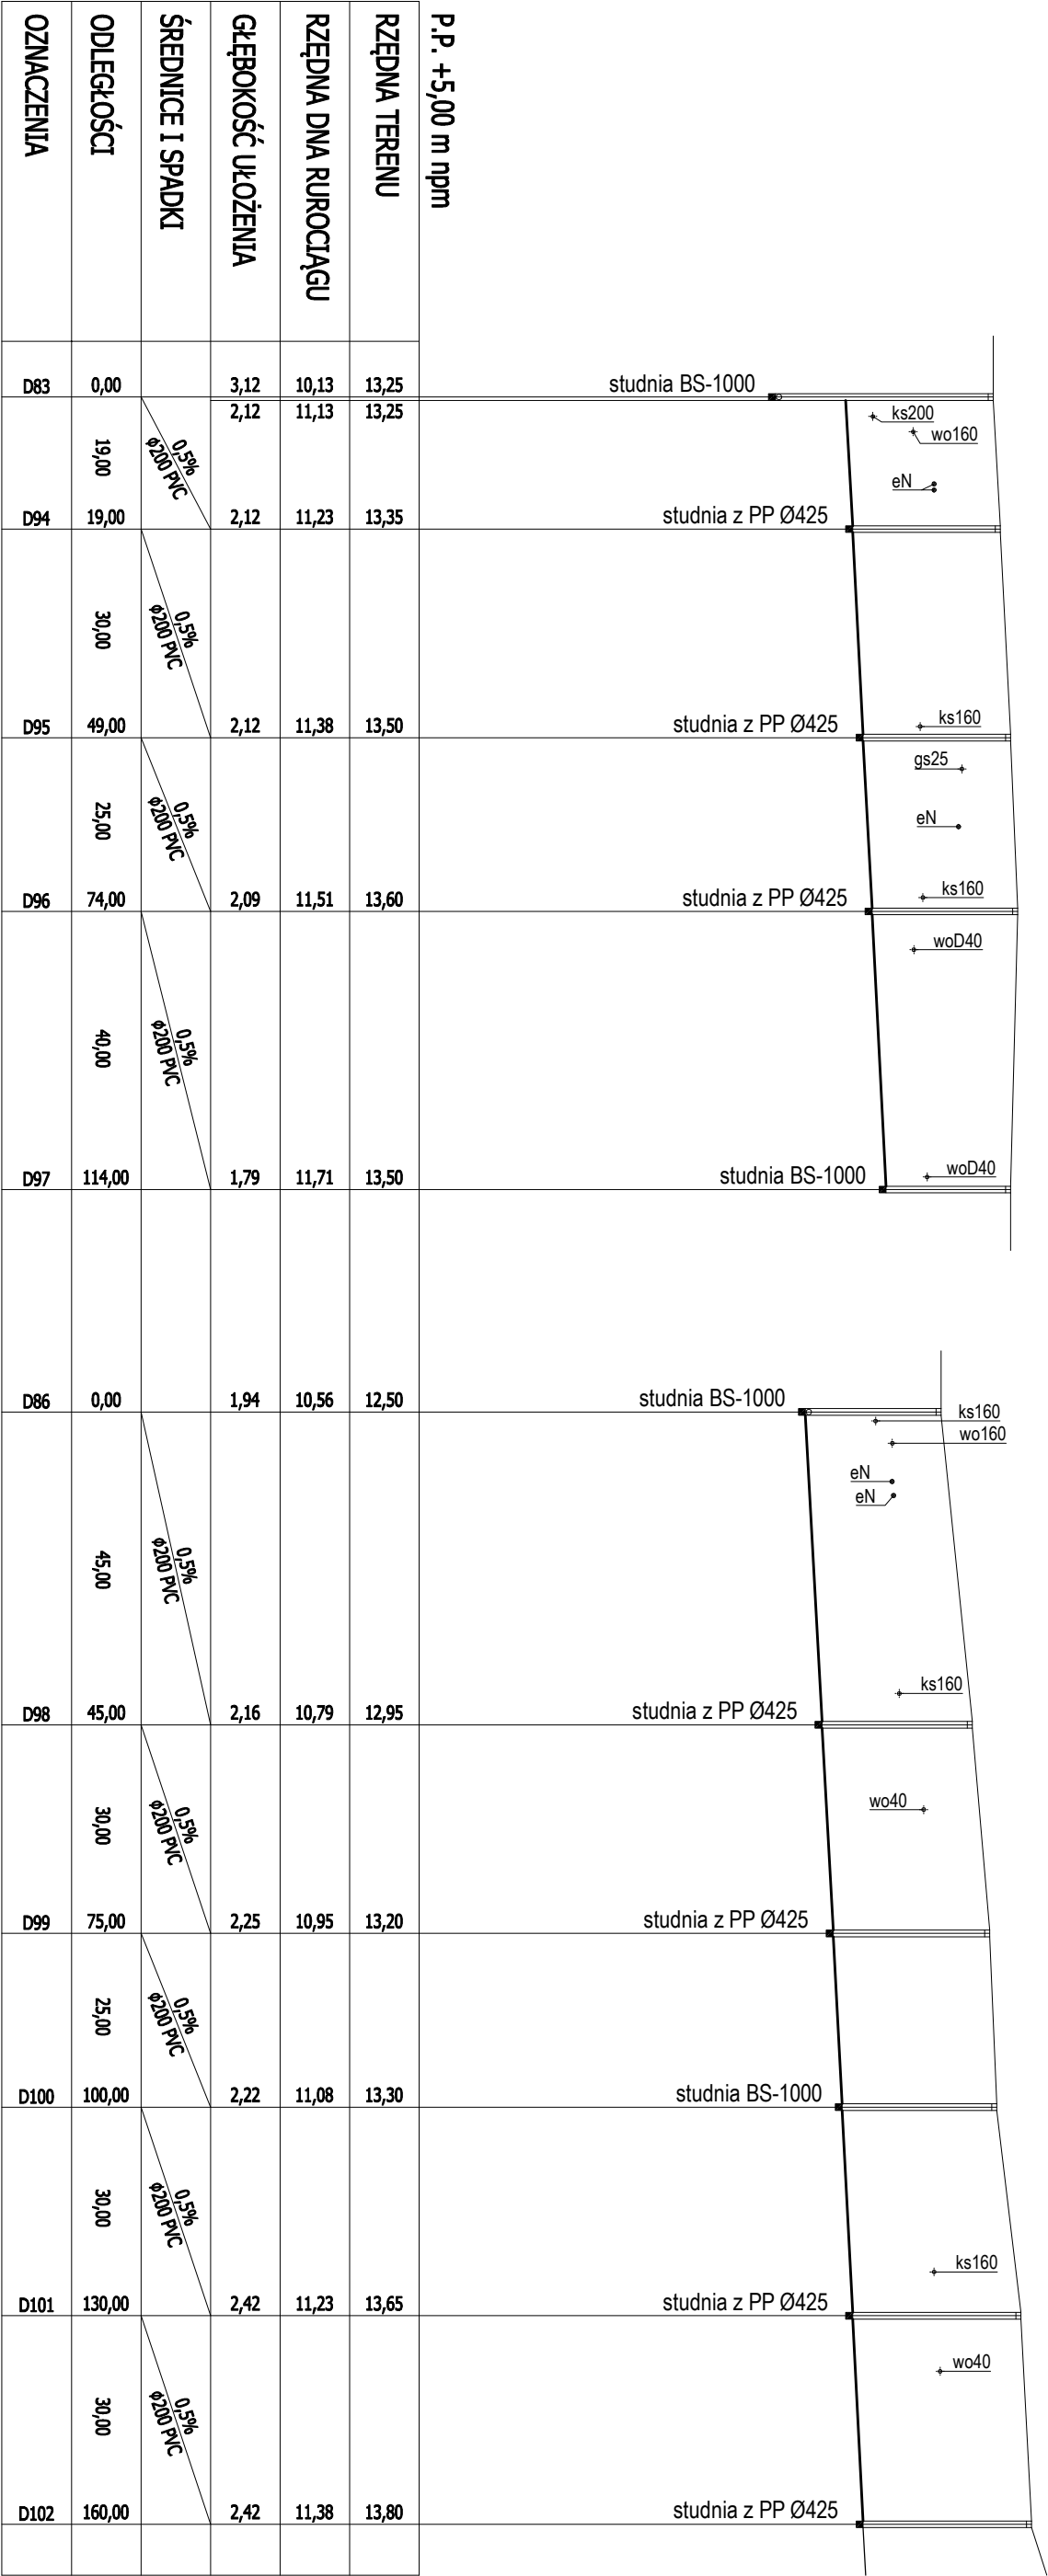 P.P. +5,00 m npm
RZĘDNA TERENU
RZĘDNA DNA RUROCIĄGU
GŁĘBOKOŚĆ UŁOŻENIA
ŚREDNICE I SPADKI
ODLEGŁOŚCI
OZNACZENIA
D83 0,00 3,12 10,13 13,25 studnia BS-1000
2,12 11,13 13,25
ks200
wo160
19,00 0,5% ϕ200 PVC
eN
D94 19,00 2,12 11,23 13,35 studnia z PP Ø425
30,00 0,5% ϕ200 PVC
ks160
D95 49,00 2,12 11,38 13,50 studnia z PP Ø425
gs25
25,00 0,5% ϕ200 PVC
eN
ks160
D96 74,00 2,09 11,51 13,60 studnia z PP Ø425
woD40
40,00 0,5% ϕ200 PVC
woD40
D97 114,00 1,79 11,71 13,50 studnia BS-1000
D86 0,00 1,94 10,56 12,50 studnia BS-1000
ks160
wo160
eN
eN
45,00 0,5% ϕ200 PVC
ks160
D98 45,00 2,16 10,79 12,95 studnia z PP Ø425
wo40
30,00 0,5% ϕ200 PVC
D99 75,00 2,25 10,95 13,20 studnia z PP Ø425
25,00 0,5% ϕ200 PVC
D100 100,00 2,22 11,08 13,30 studnia BS-1000
30,00 0,5% ϕ200 PVC
ks160
D101 130,00 2,42 11,23 13,65 studnia z PP Ø425
wo40
30,00 0,5% ϕ200 PVC
D102 160,00 2,42 11,38 13,80 studnia z PP Ø425